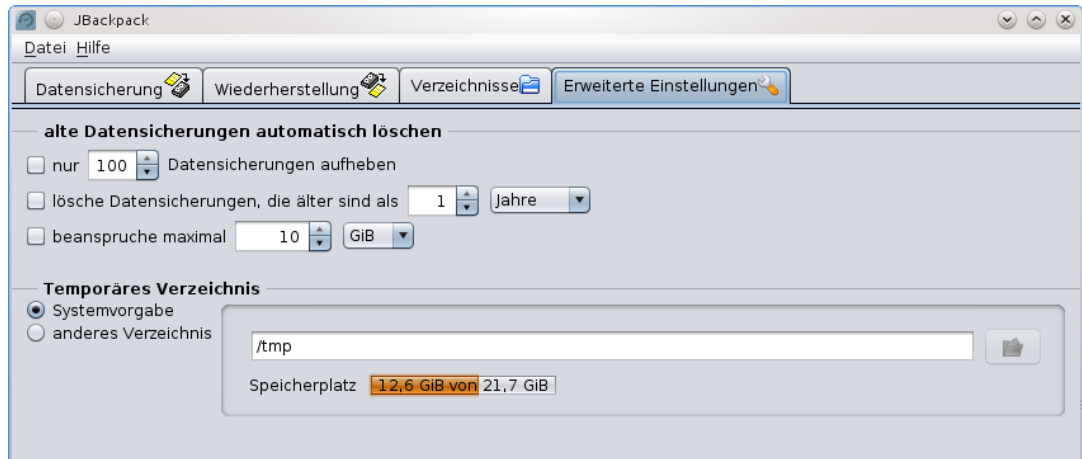 JBackpack
Datei Hilfe
Datensicherung Wiederherstellung Verzeichnisse Erweiterte Einstellungen
alte Datensicherungen automatisch löschen
nur 100 Datensicherungen aufheben
lösche Datensicherungen, die älter sind als 1 Jahre
beanspruche maximal 10 GiB
Temporäres Verzeichnis
Systemvorgabe
anderes Verzeichnis
/tmp
Speicherplatz 12,6 GiB von 21,7 GiB